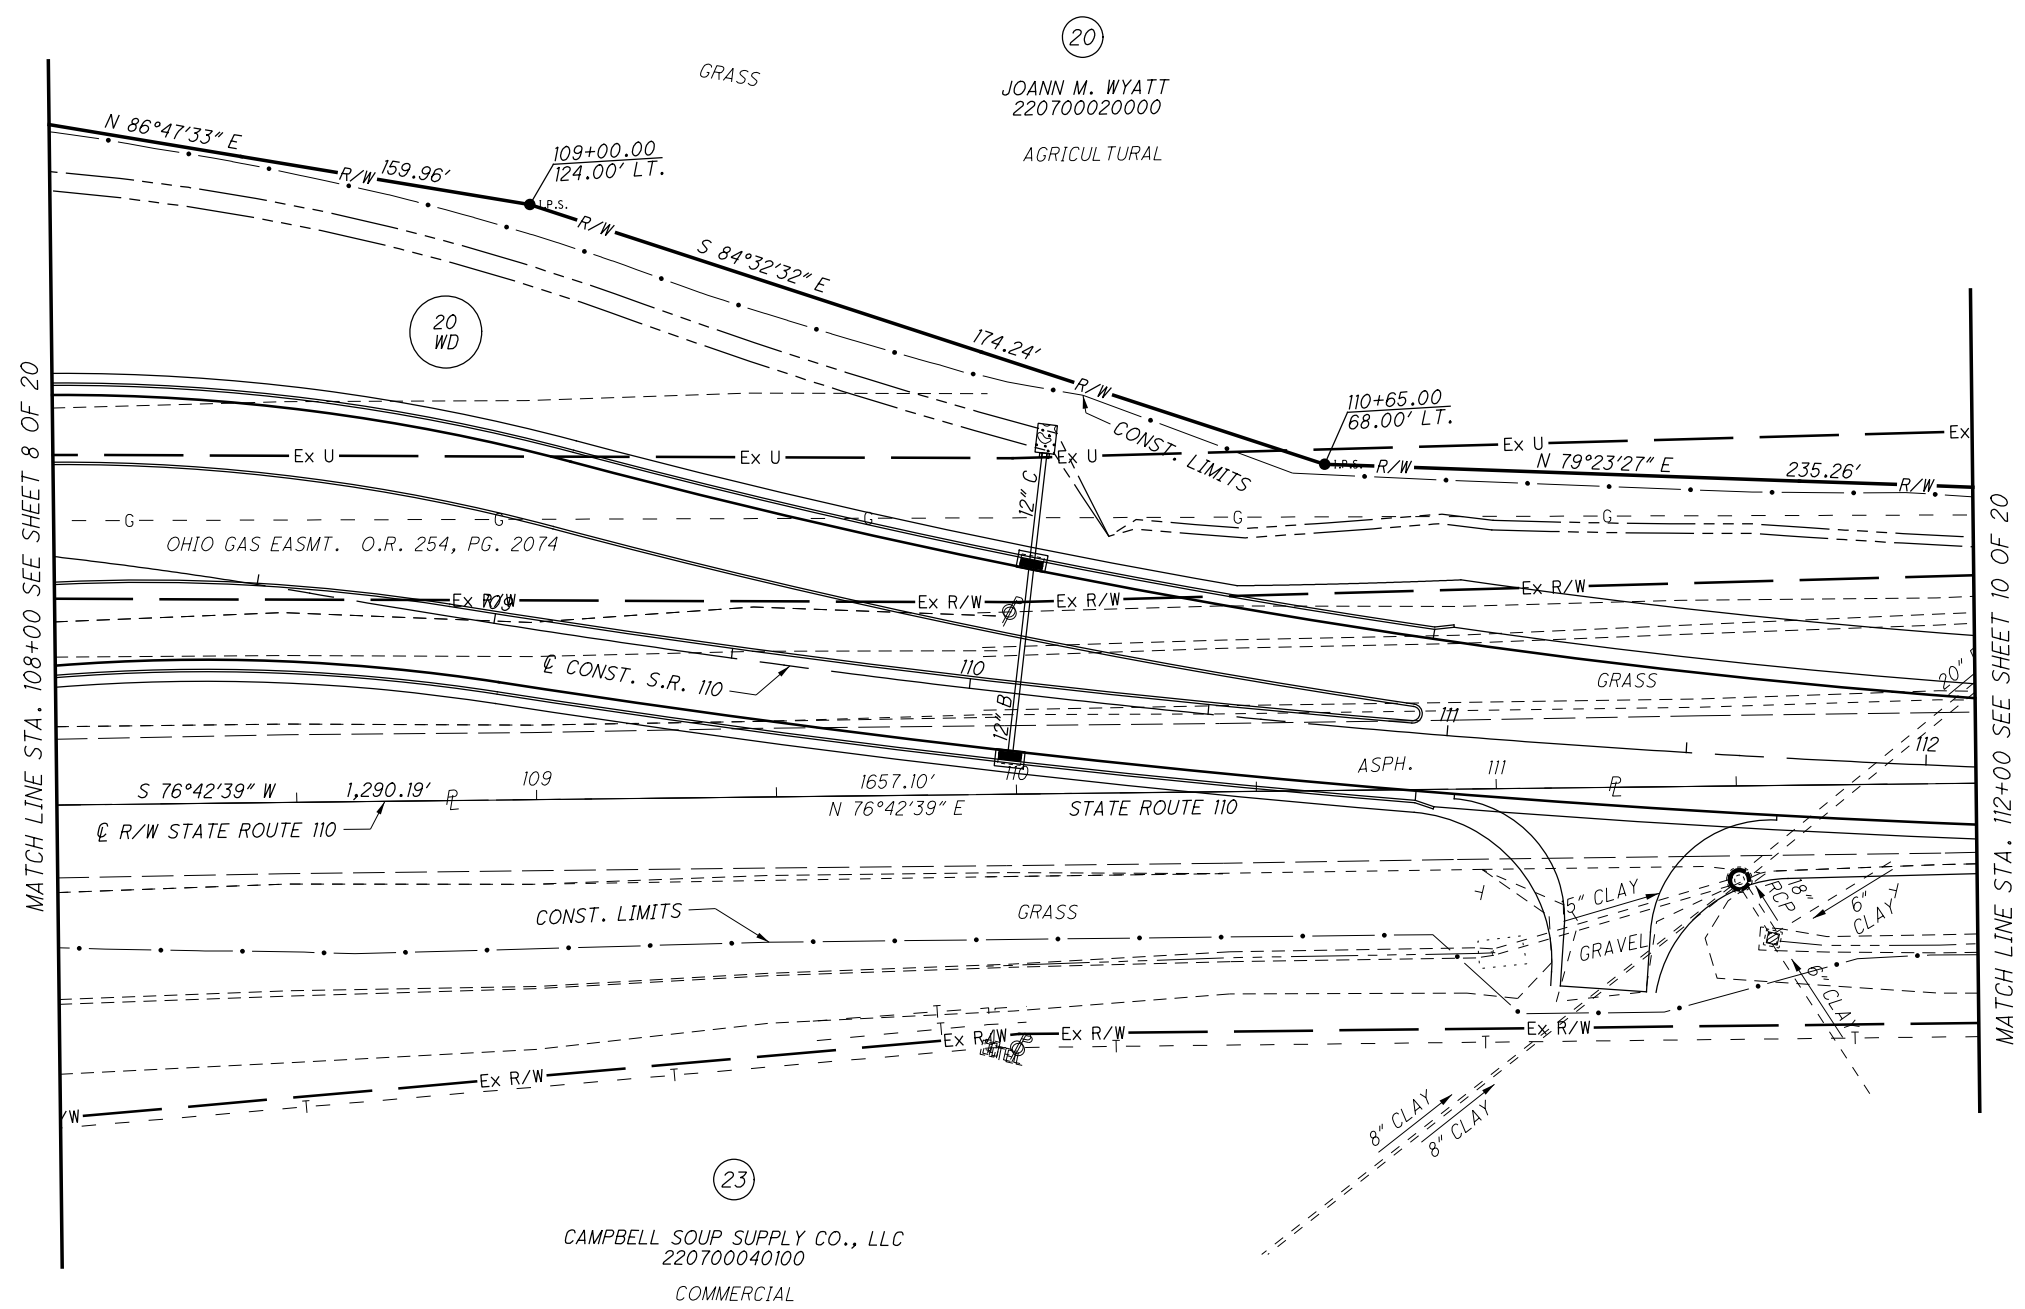 20
JOANN M. WYATT
220700020000
AGRICULTURAL
GRASS
N 86°47'33" E
R/W
159.96'
109+00.00
124.00' LT.
I.P.S.
R/W
S 84°32'32" E
174.24'
R/W
20
WD
110+65.00
68.00' LT.
I.P.S.
R/W
N 79°23'27" E
235.26'
R/W
CONST. LIMITS
Ex U
Ex U
Ex U
Ex U
Ex
MATCH LINE STA. 108+00 SEE SHEET 8 OF 20
MATCH LINE STA. 112+00 SEE SHEET 10 OF 20
G
G
G
G
G
OHIO GAS EASMT. O.R. 254, PG. 2074
12" C
Ex R/W
109
Ex R/W
Ex R/W
Ex R/W
℄ CONST. S.R. 110
110
12" B
GRASS
20"
111
112
ASPH.
S 76°42'39" W
1,290.19'
PL
109
1657.10'
110
111
PL
N 76°42'39" E
STATE ROUTE 110
℄ R/W STATE ROUTE 110
CONST. LIMITS
GRASS
15" CLAY
18"
RCP
6"
CLAY
GRAVEL
6" CLAY
T
T
Ex R/W
Ex R/W
Ex R/W
T
T
T
Ex R/W
T
T
/W
8" CLAY
8" CLAY
23
CAMPBELL SOUP SUPPLY CO., LLC
220700040100
COMMERCIAL